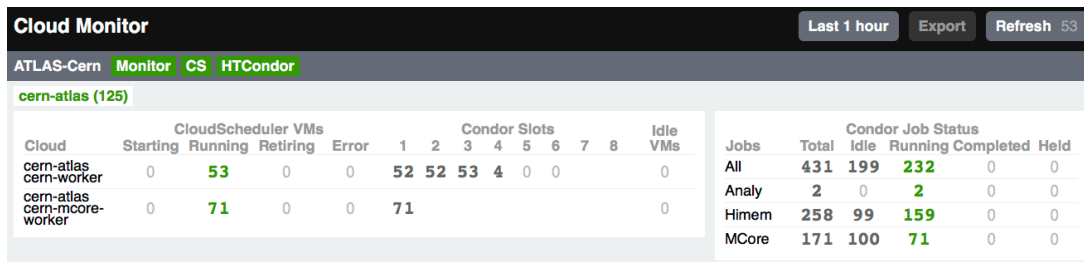 Cloud Monitor Last 1 hour Export Refresh 53
ATLAS-Cern Monitor CS HTCondor
cern-atlas (125)
CloudScheduler VMs Condor Slots Idle
Cloud Starting Running Retiring Error 1 2 3 4 5 6 7 8 VMs
cern-atlas
cern-worker 0 53 0 0 52 52 53 4 0 0 0
cern-atlas
cern-mcore- 0 71 0 0 71 0
worker
Condor Job Status
Jobs Total Idle Running Completed Held
All 431 199 232 0 0
Analy 2 0 2 0 0
Himem 258 99 159 0 0
MCore 171 100 71 0 0